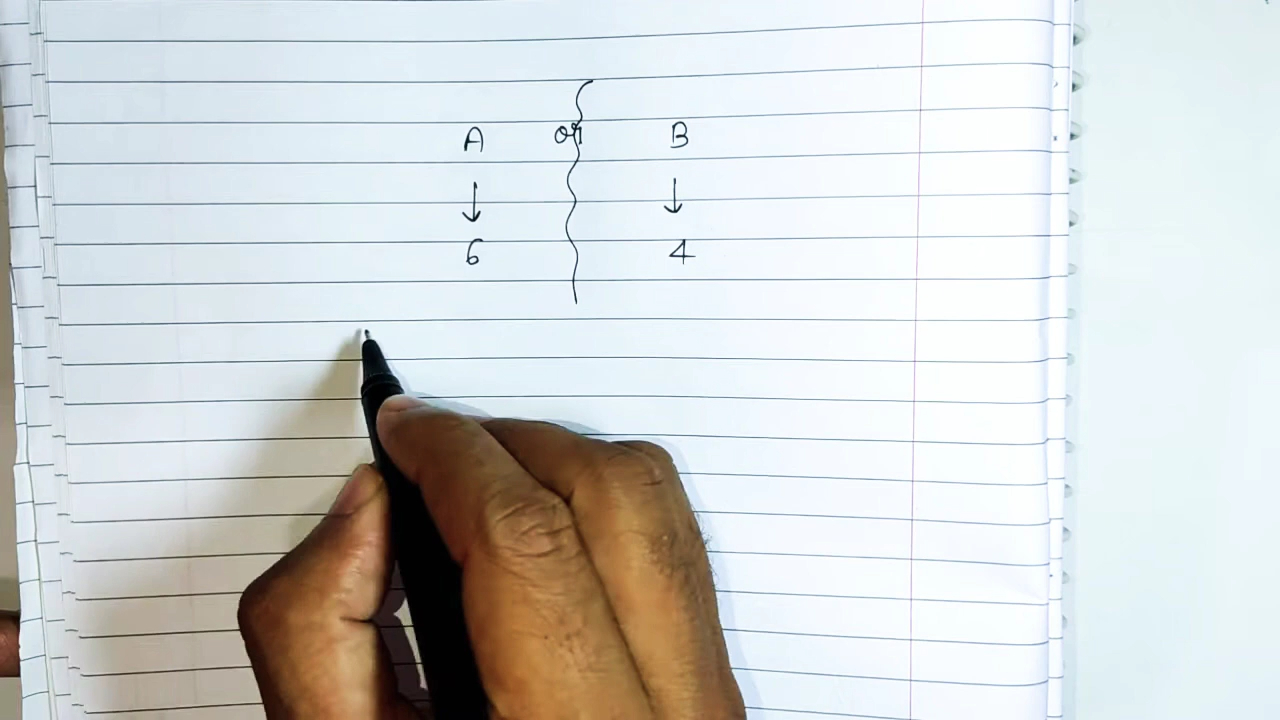 A or B
↓ ↓
6 4